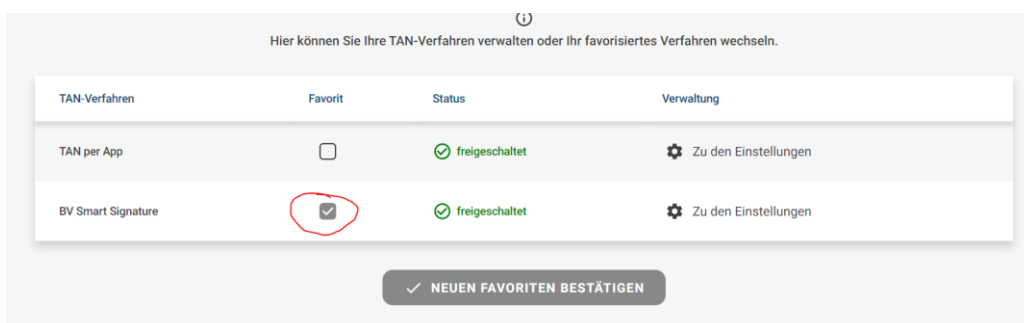 Hier können Sie Ihre TAN-Verfahren verwalten oder Ihr favorisiertes Verfahren wechseln.
TAN-Verfahren Favorit Status Verwaltung
TAN per App freigeschaltet Zu den Einstellungen
BV Smart Signature freigeschaltet Zu den Einstellungen
NEUEN FAVORITEN BESTÄTIGEN